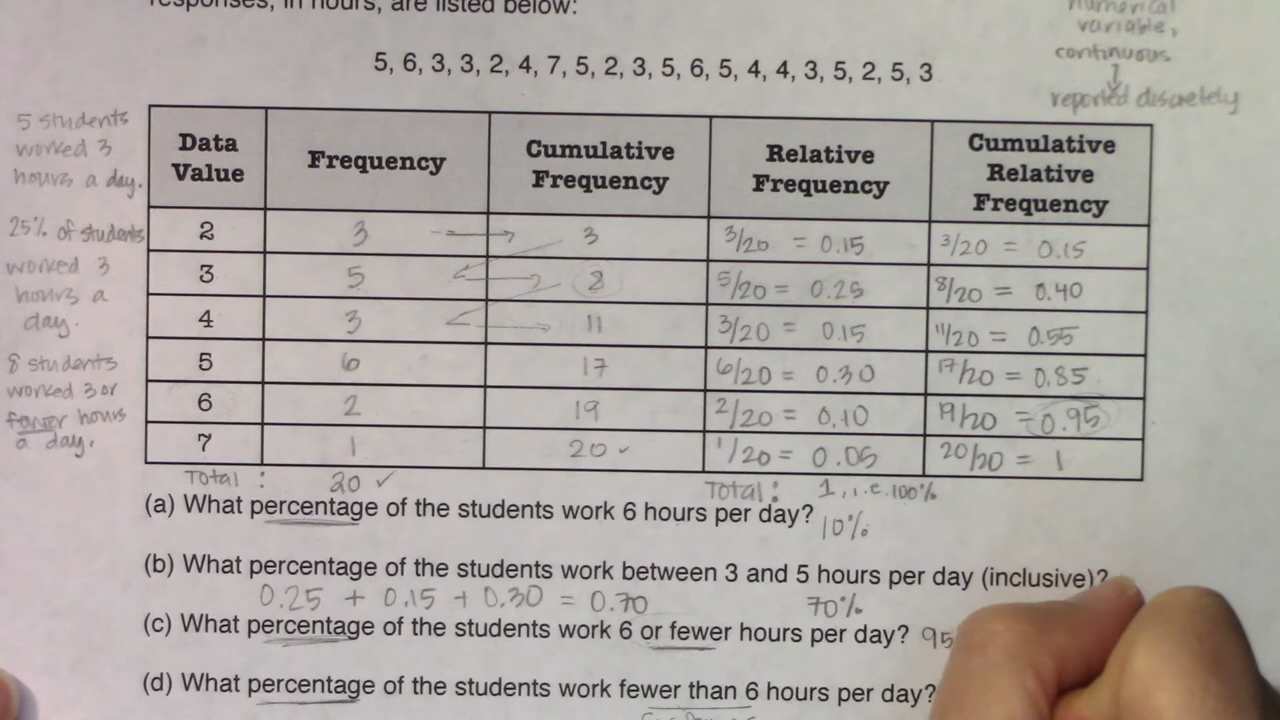 responses, in hours, are listed below:
numerical
variable,
continuous
reported discretely
5, 6, 3, 3, 2, 4, 7, 5, 2, 3, 5, 6, 5, 4, 4, 3, 5, 2, 5, 3
5 students
worked 3
hours a day.
25% of students
worked 3
hours a
day.
8 students
worked 3 or
fewer hours
a day.
Data Value Frequency Cumulative Frequency Relative Frequency Cumulative Relative Frequency
2 3 3 3/20 = 0.15 3/20 = 0.15
3 5 8 5/20 = 0.25 8/20 = 0.40
4 3 11 3/20 = 0.15 11/20 = 0.55
5 6 17 6/20 = 0.30 17/20 = 0.85
6 2 19 2/20 = 0.10 19/20 = 0.95
7 1 20 ✓ 1/20 = 0.05 20/20 = 1
Total: 20 ✓ Total: 1, i.e. 100%
(a) What percentage of the students work 6 hours per day? 10%
(b) What percentage of the students work between 3 and 5 hours per day (inclusive)?
0.25 + 0.15 + 0.30 = 0.70 70%
(c) What percentage of the students work 6 or fewer hours per day? 95
(d) What percentage of the students work fewer than 6 hours per day?